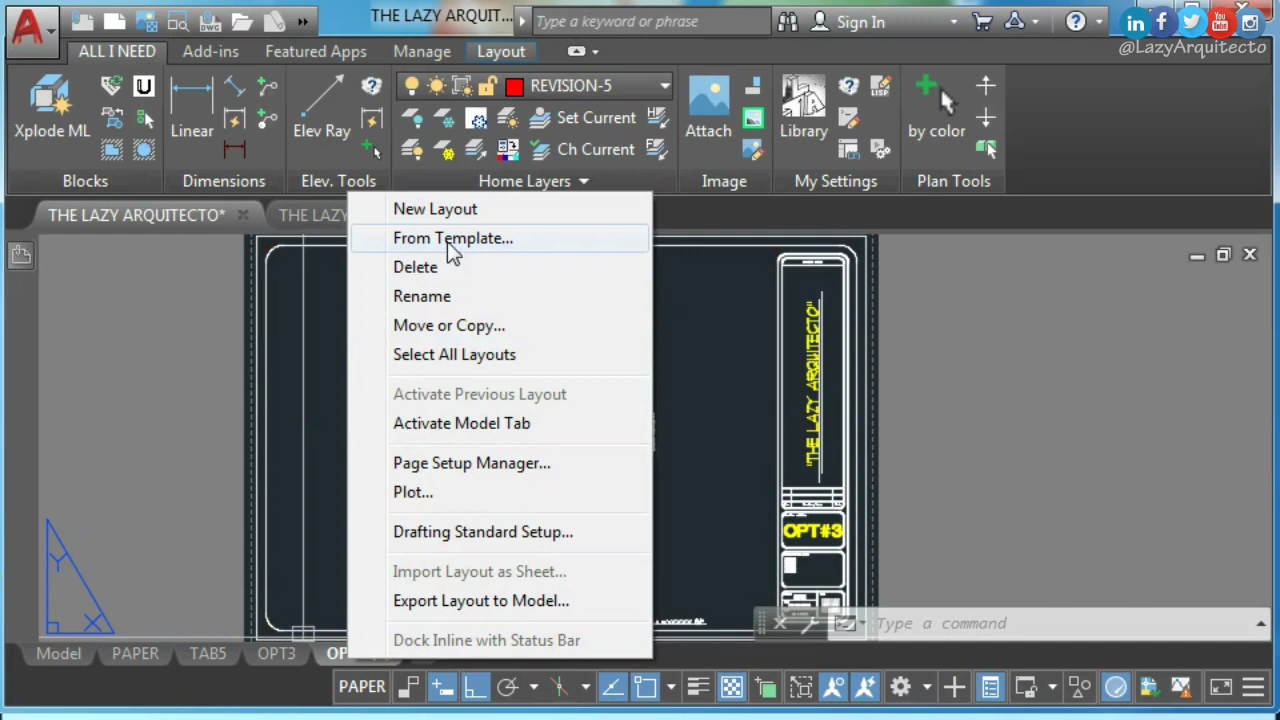 THE LAZY ARQUIT...
Type a keyword or phrase
Sign In
@LazyArquitecto
ALL I NEED
Add-ins
Featured Apps
Manage
Layout
REVISION-5
Xplode ML
Linear
Elev Ray
Set Current
Ch Current
Attach
Library
by color
Blocks
Dimensions
Elev. Tools
Home Layers
Image
My Settings
Plan Tools
THE LAZY ARQUITECTO*
THE LAZY
New Layout
From Template...
Delete
Rename
Move or Copy...
Select All Layouts
Activate Previous Layout
Activate Model Tab
Page Setup Manager...
Plot...
Drafting Standard Setup...
Import Layout as Sheet...
Export Layout to Model...
Dock Inline with Status Bar
"THE LAZY ARQUITECTO"
OPT#3
Y
X
Type a command
Model
PAPER
TAB5
OPT3
PAPER